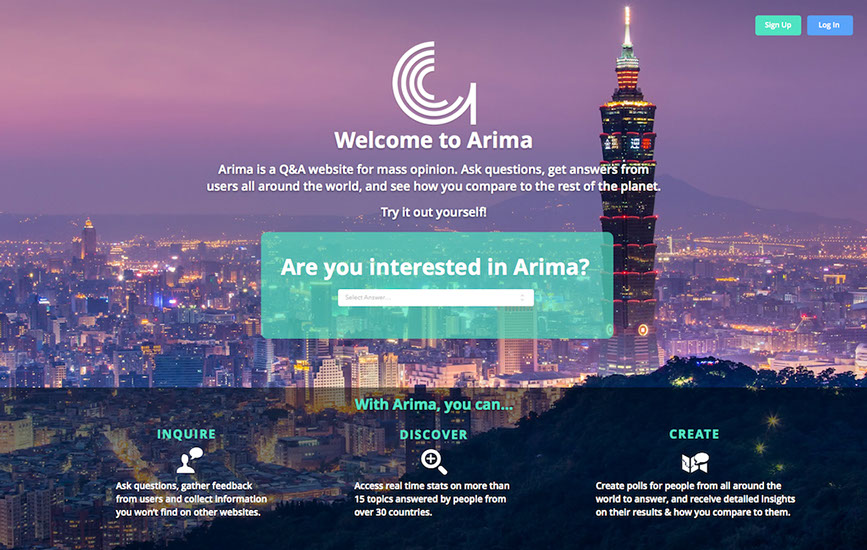 Sign Up
Log In
Welcome to Arima
Arima is a Q&A website for mass opinion. Ask questions, get answers from
users all around the world, and see how you compare to the rest of the planet.
Try it out yourself!
Are you interested in Arima?
Select Answer...
With Arima, you can...
INQUIRE
Ask questions, gather feedback
from users and collect information
you won't find on other websites.
DISCOVER
Access real time stats on more than
15 topics answered by people from
over 30 countries.
CREATE
Create polls for people from all around the
world to answer, and receive detailed insights
on their results & how you compare to them.